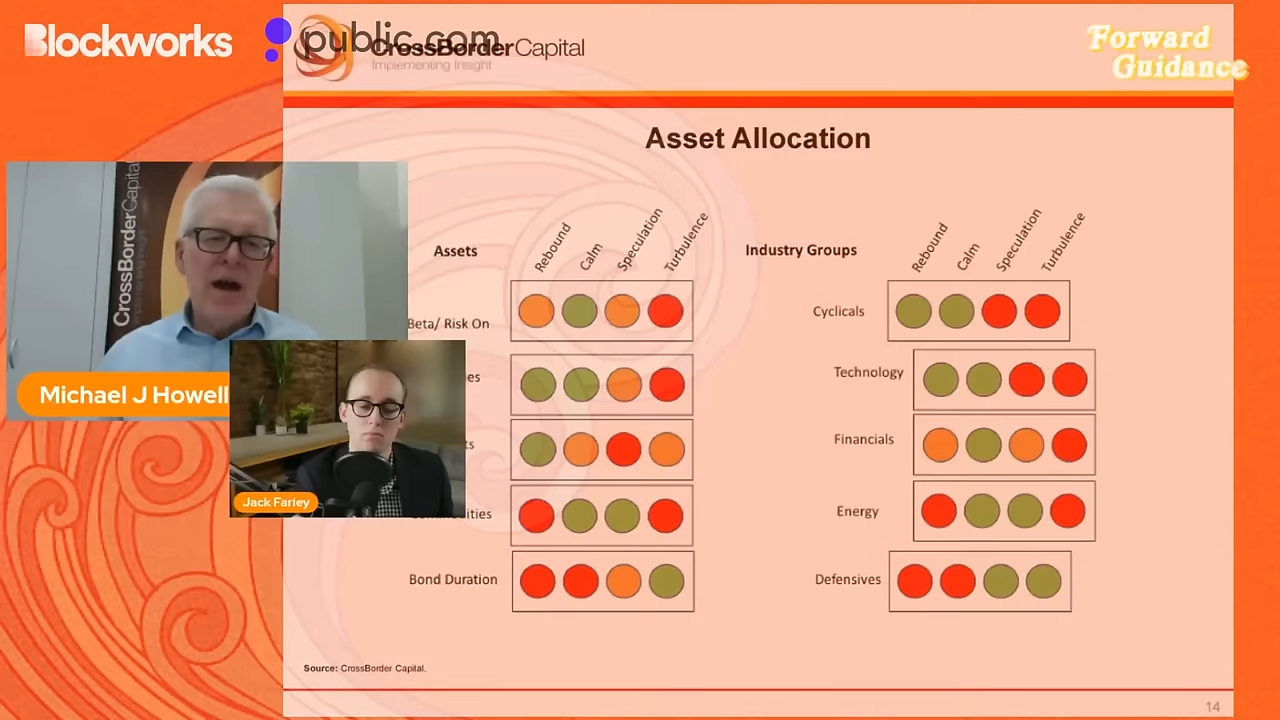 Blockworks
public.com
CrossBorderCapital
Implementing Insight
Forward
Guidance
Asset Allocation
Assets
Rebound
Calm
Speculation
Turbulence
Industry Groups
Rebound
Calm
Speculation
Turbulence
Beta/ Risk On
Cyclicals
Technology
Financials
Energy
Bond Duration
Defensives
CrossBorderCapital
Michael J Howell
Jack Farley
Source: CrossBorder Capital.
14